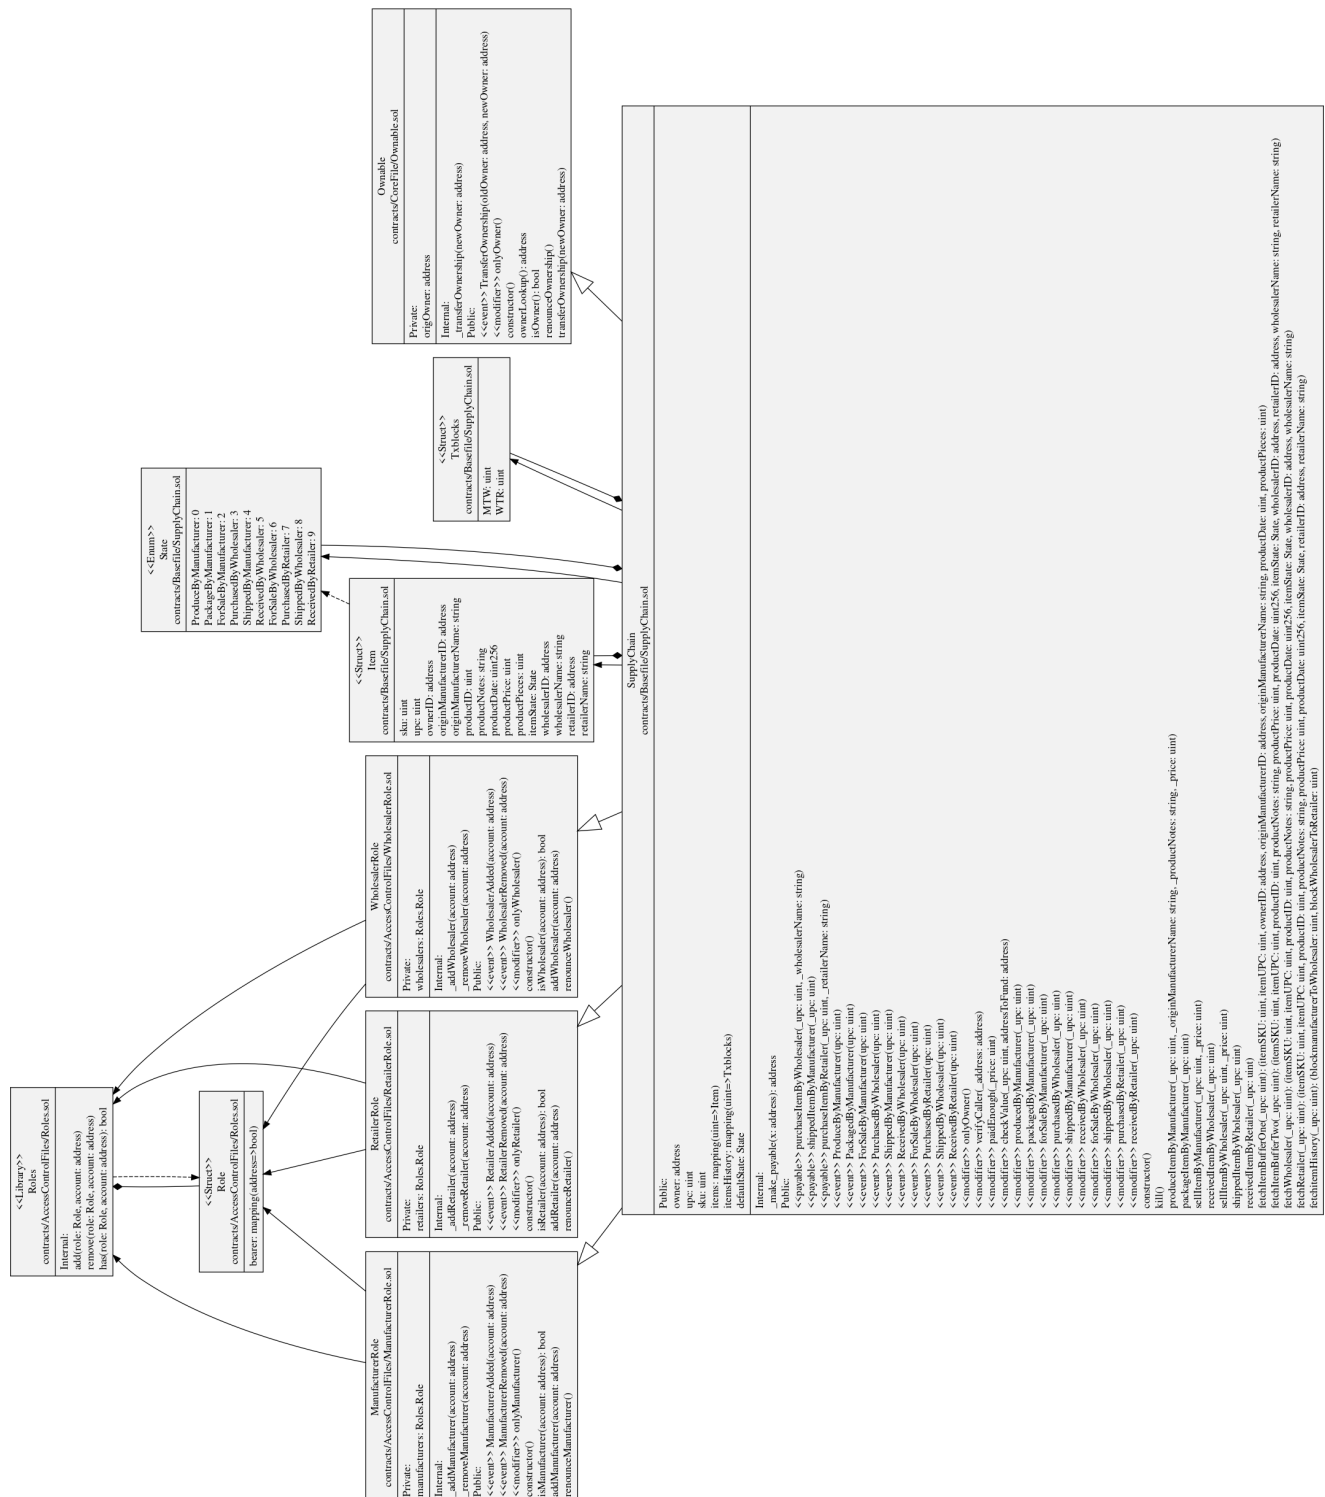 <<Library>>
Roles
contracts/AccessControlFiles/Roles.sol
Internal:
add(role: Role, account: address)
remove(role: Role, account: address)
has(role: Role, account: address): bool
<<Enum>>
State
contracts/Basefile/SupplyChain.sol
ProduceByManufacturer: 0
PackageByManufacturer: 1
ForSaleByManufacturer: 2
PurchasedByWholesaler: 3
ShippedByManufacturer: 4
ReceivedByWholesaler: 5
ForSaleByWholesaler: 6
PurchasedByRetailer: 7
ShippedByWholesaler: 8
ReceivedByRetailer: 9
<<Struct>>
Role
contracts/AccessControlFiles/Roles.sol
bearer: mapping(address=>bool)
ManufacturerRole
contracts/AccessControlFiles/ManufacturerRole.sol
Private:
manufacturers: Roles.Role
Internal:
_addManufacturer(account: address)
_removeManufacturer(account: address)
Public:
<<event>> ManufacturerAdded(account: address)
<<event>> ManufacturerRemoved(account: address)
<<modifier>> onlyManufacturer()
constructor()
isManufacturer(account: address): bool
addManufacturer(account: address)
renounceManufacturer()
RetailerRole
contracts/AccessControlFiles/RetailerRole.sol
Private:
retailers: Roles.Role
Internal:
_addRetailer(account: address)
_removeRetailer(account: address)
Public:
<<event>> RetailerAdded(account: address)
<<event>> RetailerRemoved(account: address)
<<modifier>> onlyRetailer()
constructor()
isRetailer(account: address): bool
addRetailer(account: address)
renounceRetailer()
WholesalerRole
contracts/AccessControlFiles/WholesalerRole.sol
Private:
wholesalers: Roles.Role
Internal:
_addWholesaler(account: address)
_removeWholesaler(account: address)
Public:
<<event>> WholesalerAdded(account: address)
<<event>> WholesalerRemoved(account: address)
<<modifier>> onlyWholesaler()
constructor()
isWholesaler(account: address): bool
addWholesaler(account: address)
renounceWholesaler()
<<Struct>>
Item
contracts/Basefile/SupplyChain.sol
sku: uint
upc: uint
ownerID: address
originManufacturerID: address
originManufacturerName: string
productID: uint
productNotes: string
productDate: uint256
productPrice: uint
productPieces: uint
itemState: State
wholesalerID: address
wholesalerName: string
retailerID: address
retailerName: string
<<Struct>>
Txblocks
contracts/Basefile/SupplyChain.sol
MTW: uint
WTR: uint
Ownable
contracts/CoreFile/Ownable.sol
Private:
origOwner: address
Internal:
_transferOwnership(newOwner: address)
Public:
<<event>> TransferOwnership(oldOwner: address, newOwner: address)
<<modifier>> onlyOwner()
constructor()
ownerLookup(): address
isOwner(): bool
renounceOwnership()
transferOwnership(newOwner: address)
SupplyChain
contracts/Basefile/SupplyChain.sol
Public:
owner: address
upc: uint
sku: uint
items: mapping(uint=>Item)
itemsHistory: mapping(uint=>Txblocks)
defaultState: State
Internal:
_make_payable(x: address): address
Public:
<<payable>> purchaseItemByWholesaler(_upc: uint, _wholesalerName: string)
<<payable>> shippedItemByManufacturer(_upc: uint)
<<payable>> purchaseItemByRetailer(_upc: uint, _retailerName: string)
<<event>> ProduceByManufacturer(upc: uint)
<<event>> PackagedByManufacturer(upc: uint)
<<event>> ForSaleByManufacturer(upc: uint)
<<event>> PurchasedByWholesaler(upc: uint)
<<event>> ShippedByManufacturer(upc: uint)
<<event>> ReceivedByWholesaler(upc: uint)
<<event>> ForSaleByWholesaler(upc: uint)
<<event>> PurchasedByRetailer(upc: uint)
<<event>> ShippedByWholesaler(upc: uint)
<<event>> ReceivedByRetailer(upc: uint)
<<modifier>> onlyOwner()
<<modifier>> verifyCaller(_address: address)
<<modifier>> paidEnough(_price: uint)
<<modifier>> checkValue(_upc: uint, addressToFund: address)
<<modifier>> producedByManufacturer(_upc: uint)
<<modifier>> packagedByManufacturer(_upc: uint)
<<modifier>> forSaleByManufacturer(_upc: uint)
<<modifier>> purchasedByWholesaler(_upc: uint)
<<modifier>> shippedByManufacturer(_upc: uint)
<<modifier>> receivedByWholesaler(_upc: uint)
<<modifier>> forSaleByWholesaler(_upc: uint)
<<modifier>> shippedByWholesaler(_upc: uint)
<<modifier>> purchasedByRetailer(_upc: uint)
<<modifier>> receivedByRetailer(_upc: uint)
constructor()
kill()
produceItemByManufacturer(_upc: uint, _originManufacturerName: string, _productNotes: string, _price: uint)
packageItemByManufacturer(_upc: uint)
sellItemByManufacturer(_upc: uint, _price: uint)
receivedItemByWholesaler(_upc: uint)
sellItemByWholesaler(_upc: uint, _price: uint)
shippedItemByWholesaler(_upc: uint)
receivedItemByRetailer(_upc: uint)
fetchItemBufferOne(_upc: uint): (itemSKU: uint, itemUPC: uint, ownerID: address, originManufacturerID: address, originManufacturerName: string, productDate: uint, productPieces: uint)
fetchItemBufferTwo(_upc: uint): (itemSKU: uint, itemUPC: uint, productID: uint, productNotes: string, productPrice: uint, productDate: uint256, itemState: State, wholesalerID: address, retailerID: address, wholesalerName: string, retailerName: string)
fetchWholesaler(_upc: uint): (itemSKU: uint, itemUPC: uint, productID: uint, productNotes: string, productPrice: uint, productDate: uint256, itemState: State, wholesalerID: address, wholesalerName: string)
fetchRetailer(_upc: uint): (itemSKU: uint, itemUPC: uint, productID: uint, productNotes: string, productPrice: uint, productDate: uint256, itemState: State, retailerID: address, retailerName: string)
fetchitemHistory(_upc: uint): (blockmanufacturerToWholesaler: uint, blockWholesalerToRetailer: uint)